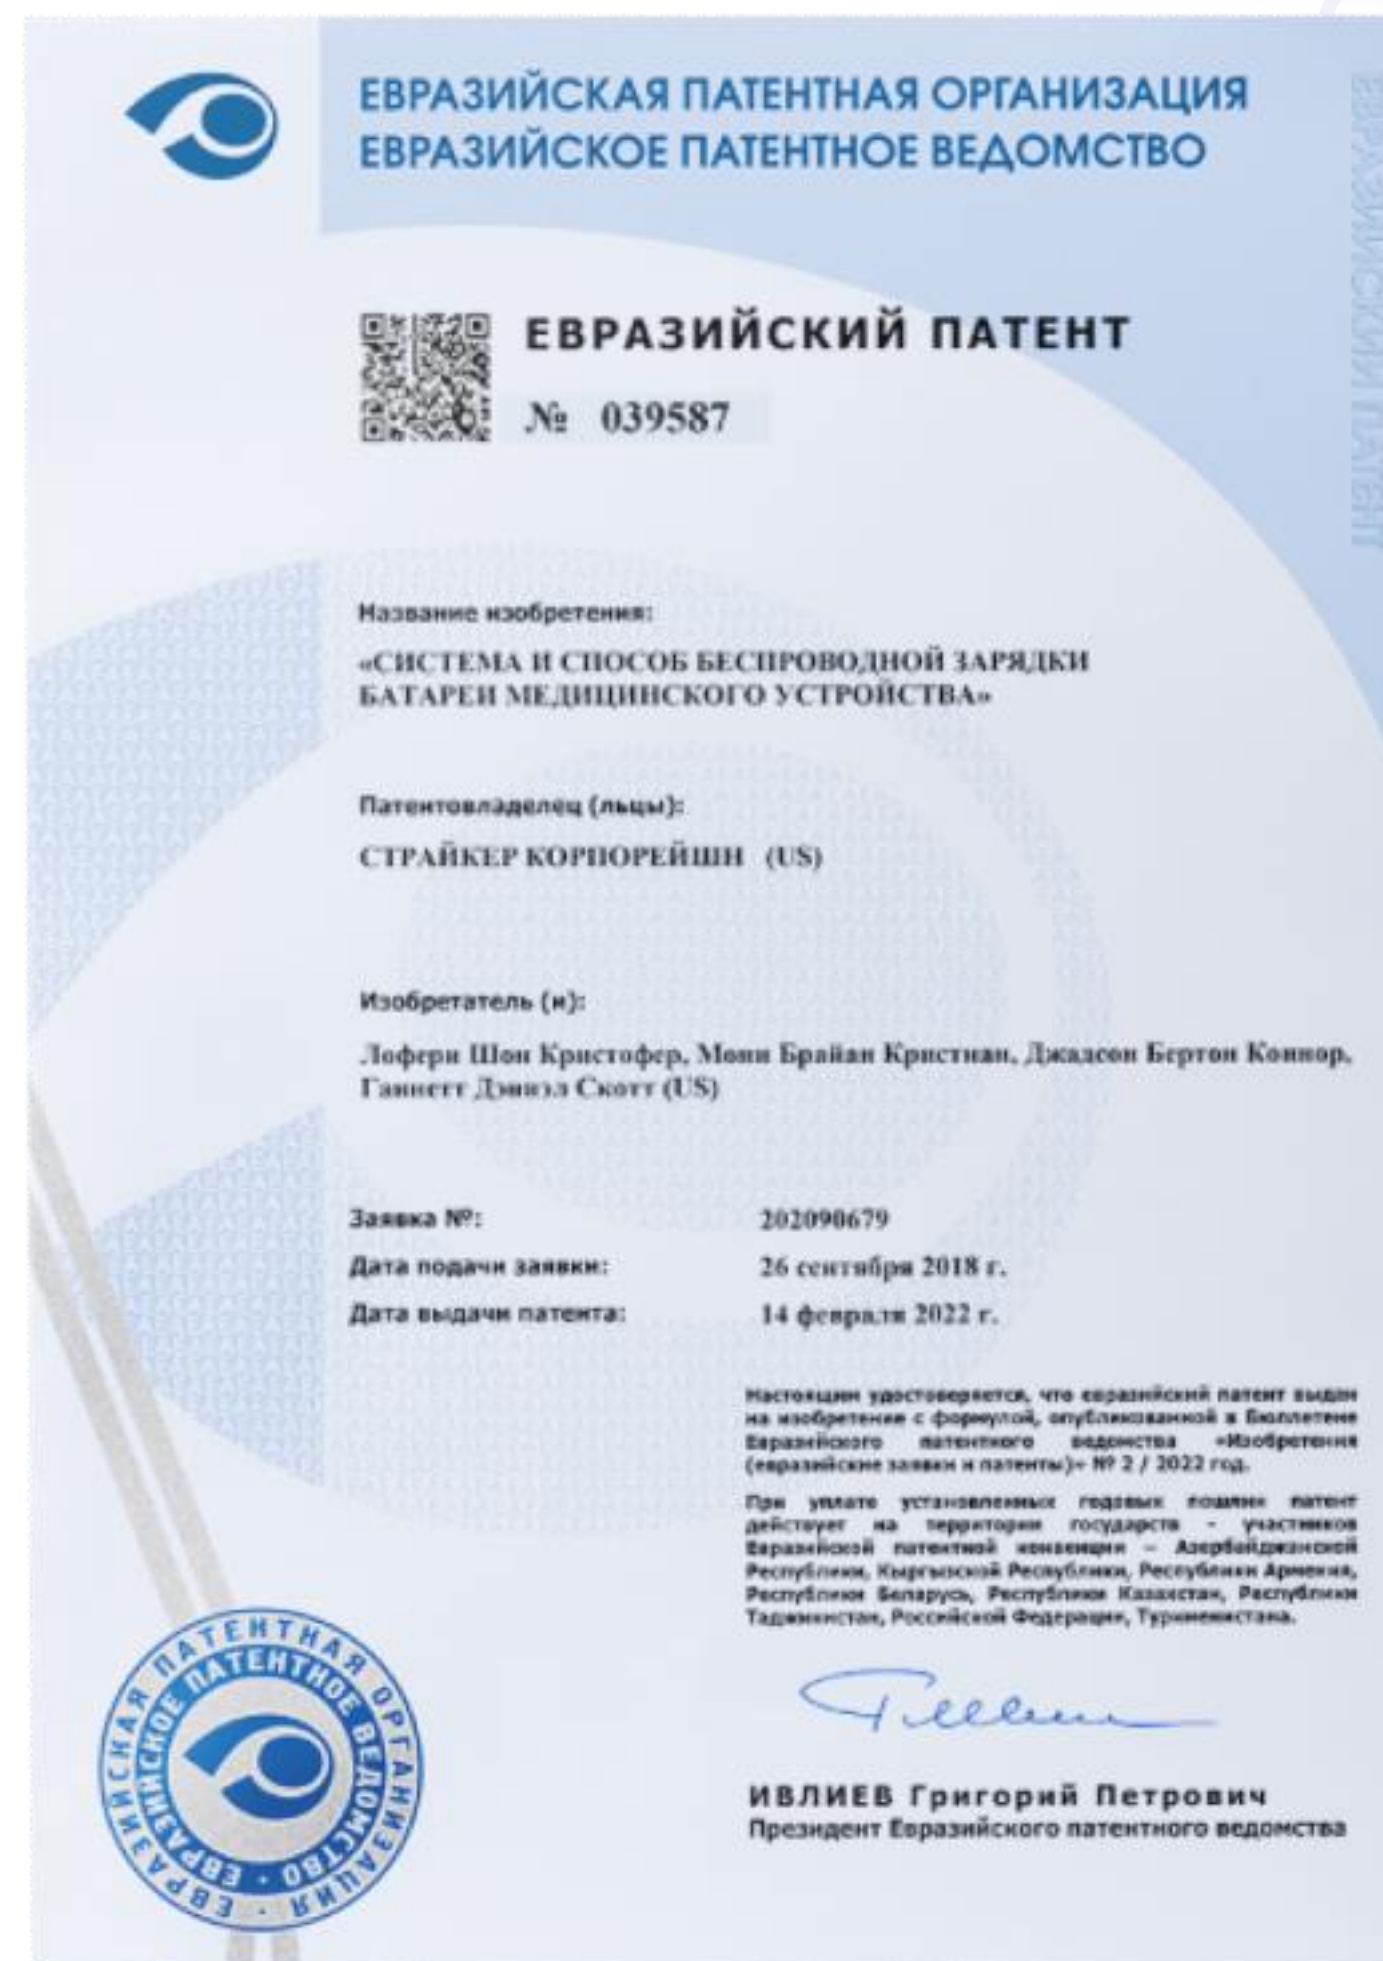 ЕВРАЗИЙСКАЯ ПАТЕНТНАЯ ОРГАНИЗАЦИЯ
ЕВРАЗИЙСКОЕ ПАТЕНТНОЕ ВЕДОМСТВО
ЕВРАЗИЙСКИЙ ПАТЕНТ
ЕВРАЗИЙСКИЙ ПАТЕНТ
№ 039587
Название изобретения:
«СИСТЕМА И СПОСОБ БЕСПРОВОДНОЙ ЗАРЯДКИ
БАТАРЕИ МЕДИЦИНСКОГО УСТРОЙСТВА»
Патентовладелец (льцы):
СТРАЙКЕР КОРПОРЕЙШН (US)
Изобретатель (и):
Лофери Шон Кристофер, Мони Брайан Кристиан, Джадсон Бертон Коннор,
Ганнетт Дэниэл Скотт (US)
Заявка №: 202090679
Дата подачи заявки: 26 сентября 2018 г.
Дата выдачи патента: 14 февраля 2022 г.
Настоящим удостоверяется, что евразийский патент выдан
на изобретение с формулой, опубликованной в Бюллетене
Евразийского патентного ведомства «Изобретения
(евразийские заявки и патенты)» № 2 / 2022 год.
При уплате установленных годовых пошлин патент
действует на территории государств - участников
Евразийской патентной конвенции – Азербайджанской
Республики, Кыргызской Республики, Республики Армения,
Республики Беларусь, Республики Казахстан, Республики
Таджикистан, Российской Федерации, Туркменистана.
ИВЛИЕВ Григорий Петрович
Президент Евразийского патентного ведомства
ЕВРАЗИЙСКАЯ ПАТЕНТНАЯ ОРГАНИЗАЦИЯ
ЕВРАЗИЙСКОЕ ПАТЕНТНОЕ ВЕДОМСТВО